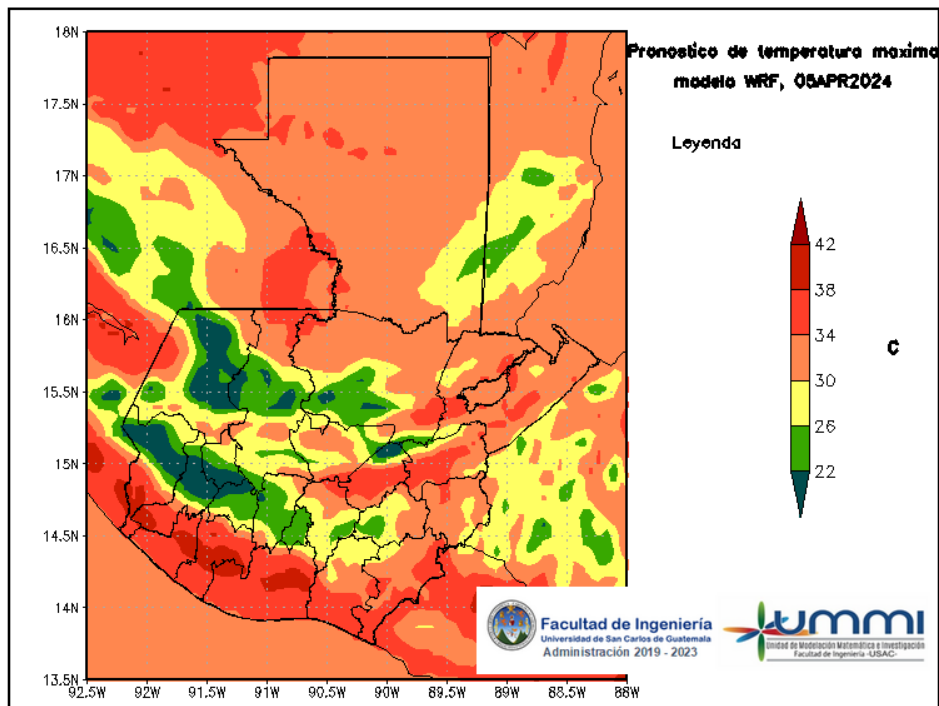 Pronostico de temperatura maxima
modelo WRF, 05APR2024
Leyenda
42
38
34
30
26
22
C
18N
17.5N
17N
16.5N
16N
15.5N
15N
14.5N
14N
13.5N
92.5W
92W
91.5W
91W
90.5W
90W
89.5W
89W
88.5W
88W
Facultad de Ingeniería
Universidad de San Carlos de Guatemala
Administración 2019 - 2023
UMMI
Unidad de Modelación Matemática e Investigación
Facultad de Ingeniería -USAC-